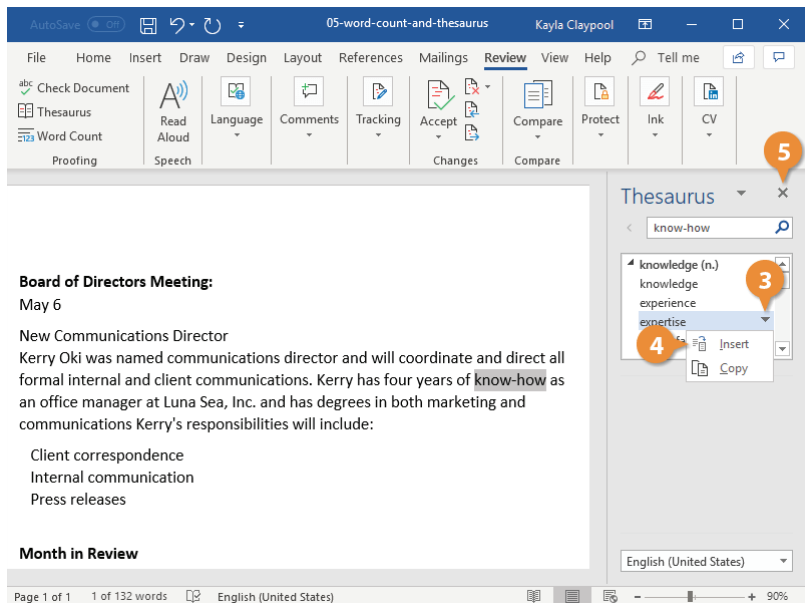 AutoSave Off 05-word-count-and-thesaurus Kayla Claypool
File Home Insert Draw Design Layout References Mailings Review View Help Tell me
abc Check Document
Thesaurus
123 Word Count
Proofing
Read Aloud
Speech
Language
Comments
Tracking
Accept
Changes
Compare
Compare
Protect
Ink
CV
5
Board of Directors Meeting:
May 6
New Communications Director
Kerry Oki was named communications director and will coordinate and direct all
formal internal and client communications. Kerry has four years of know-how as
an office manager at Luna Sea, Inc. and has degrees in both marketing and
communications Kerry's responsibilities will include:
Client correspondence
Internal communication
Press releases
Month in Review
Thesaurus
know-how
knowledge (n.)
knowledge
experience
3
expertise
4
Insert
Copy
English (United States)
Page 1 of 1 1 of 132 words English (United States) 90%